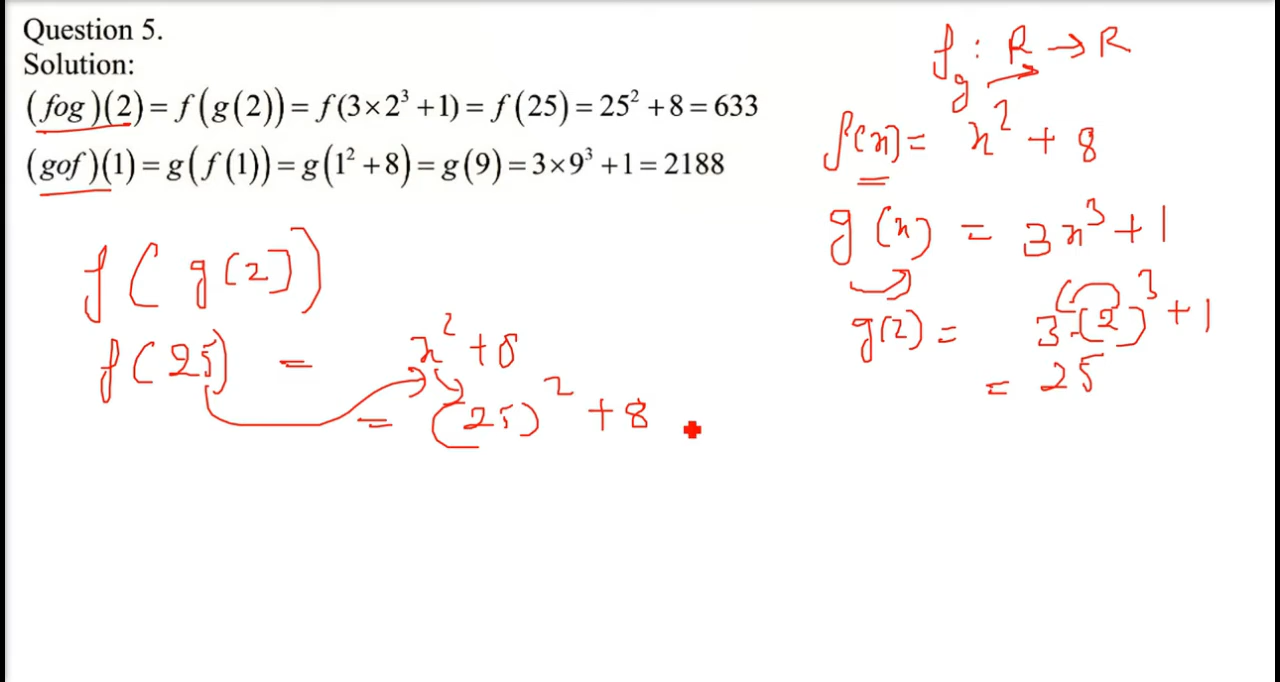 Question 5.
Solution:
(fog)(2) = f(g(2)) = f(3×2³+1) = f(25) = 25²+8 = 633
(gof)(1) = g(f(1)) = g(1²+8) = g(9) = 3×9³+1 = 2188
f(g(2))
f(25) = x²+8
= (25)²+8
f, g : R → R
f(x) = x²+8
g(x) = 3x³+1
g(2) = 3·(2)³+1
= 25